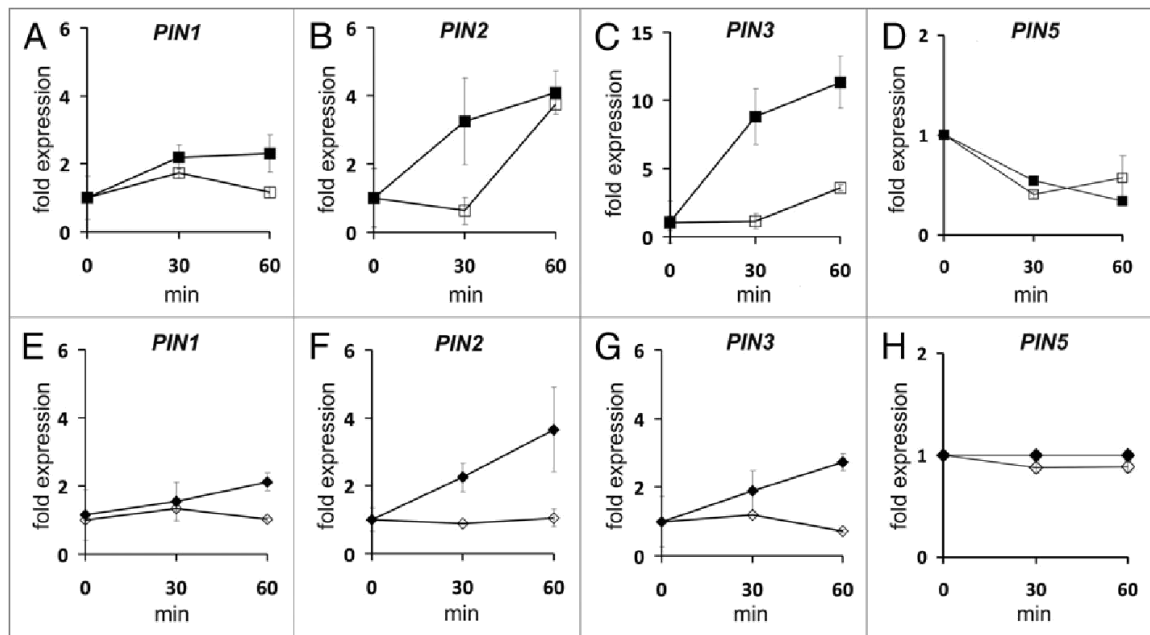 A PIN1
fold expression
6
4
2
0
0 30 60
min
B PIN2
fold expression
6
4
2
0
0 30 60
min
C PIN3
fold expression
15
10
5
0
0 30 60
min
D PIN5
fold expression
2
1
0
0 30 60
min
E PIN1
fold expression
6
4
2
0
0 30 60
min
F PIN2
fold expression
6
4
2
0
0 30 60
min
G PIN3
fold expression
6
4
2
0
0 30 60
min
H PIN5
fold expression
2
1
0
0 30 60
min